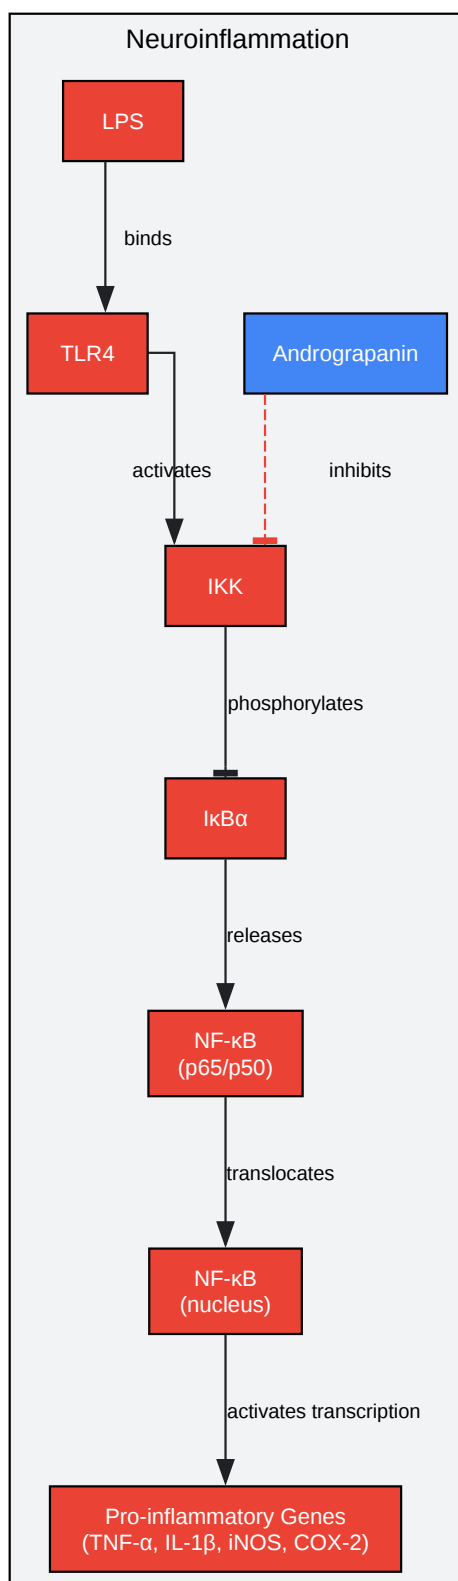 Neuroinflammation
LPS
binds
TLR4
Andrograpanin
activates
inhibits
IKK
phosphorylates
IκBα
releases
NF-κB
(p65/p50)
translocates
NF-κB
(nucleus)
activates transcription
Pro-inflammatory Genes
(TNF-α, IL-1β, iNOS, COX-2)